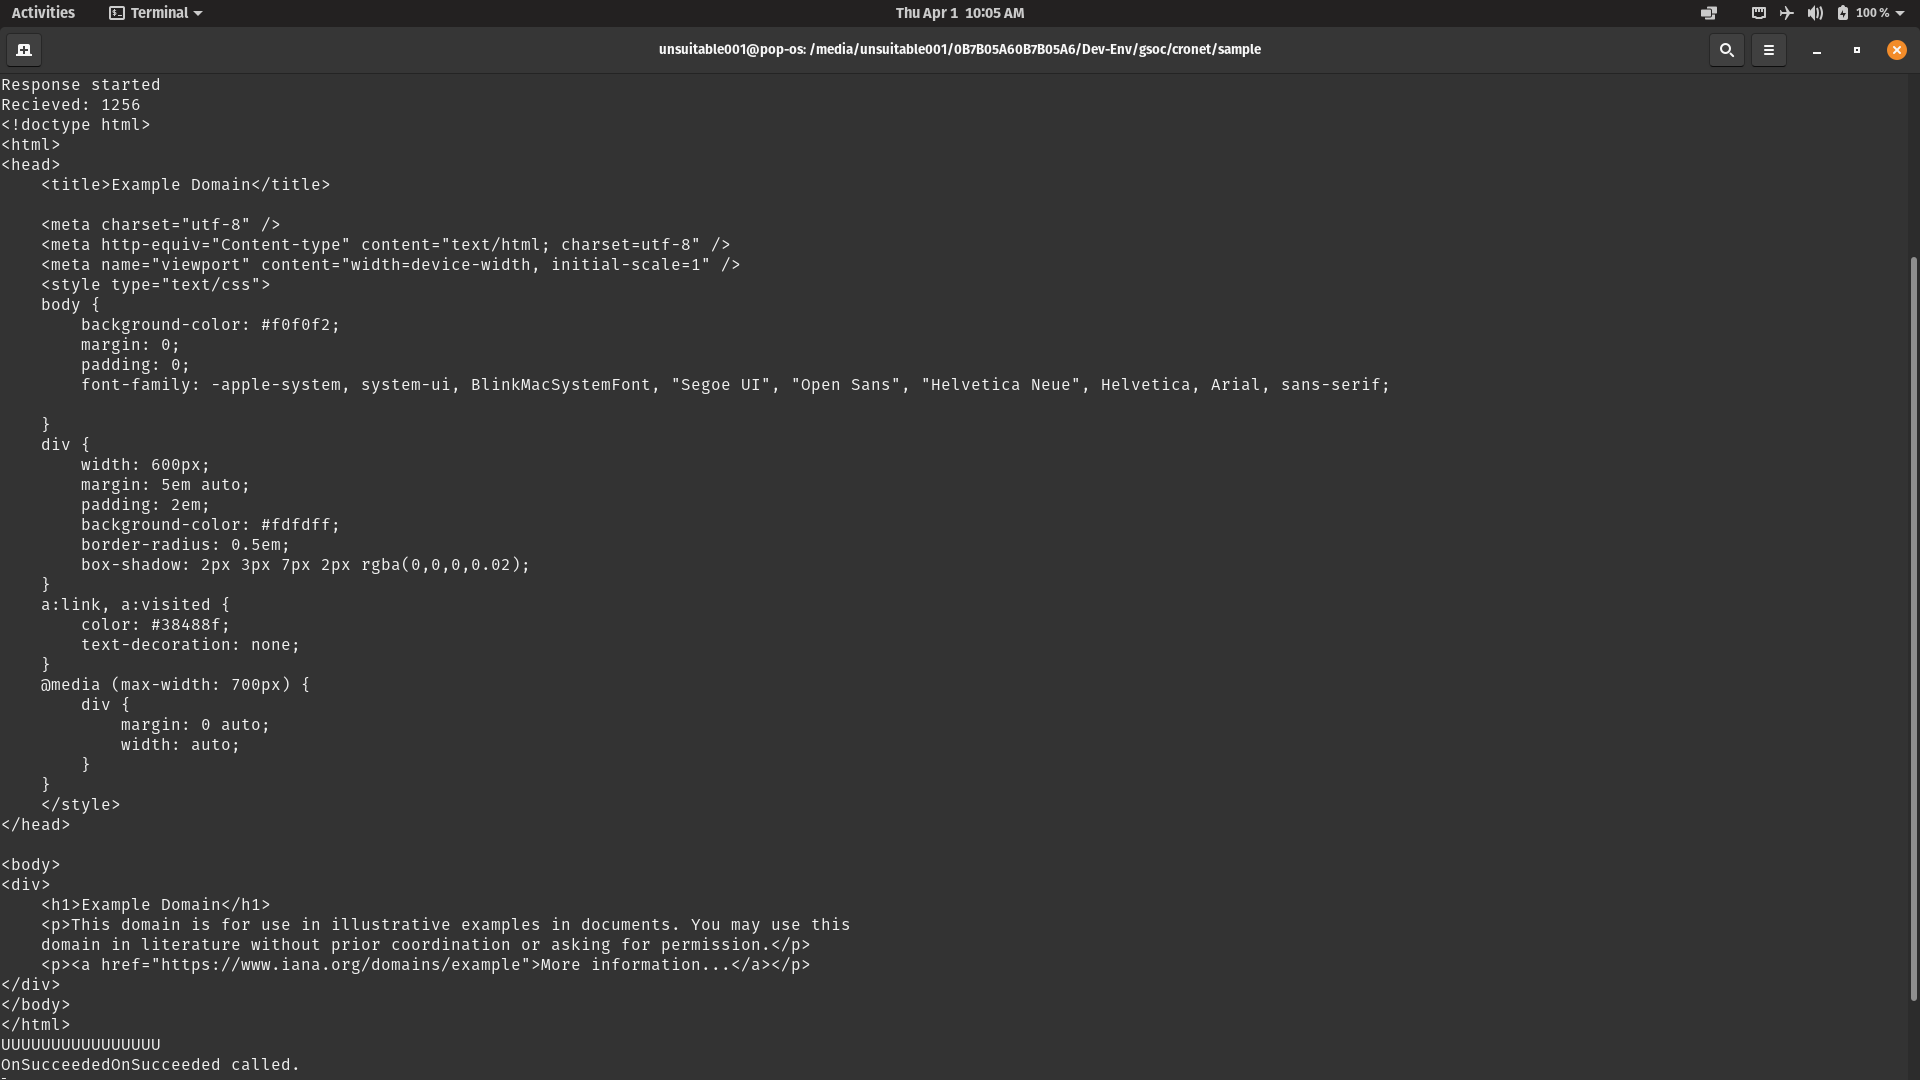 Activities Terminal Thu Apr 1 10:05 AM 100 %
unsuitable001@pop-os: /media/unsuitable001/0B7B05A60B7B05A6/Dev-Env/gsoc/cronet/sample
Response started
Recieved: 1256
<!doctype html>
<html>
<head>
    <title>Example Domain</title>

    <meta charset="utf-8" />
    <meta http-equiv="Content-type" content="text/html; charset=utf-8" />
    <meta name="viewport" content="width=device-width, initial-scale=1" />
    <style type="text/css">
    body {
        background-color: #f0f0f2;
        margin: 0;
        padding: 0;
        font-family: -apple-system, system-ui, BlinkMacSystemFont, "Segoe UI", "Open Sans", "Helvetica Neue", Helvetica, Arial, sans-serif;

    }
    div {
        width: 600px;
        margin: 5em auto;
        padding: 2em;
        background-color: #fdfdff;
        border-radius: 0.5em;
        box-shadow: 2px 3px 7px 2px rgba(0,0,0,0.02);
    }
    a:link, a:visited {
        color: #38488f;
        text-decoration: none;
    }
    @media (max-width: 700px) {
        div {
            margin: 0 auto;
            width: auto;
        }
    }
    </style>
</head>

<body>
<div>
    <h1>Example Domain</h1>
    <p>This domain is for use in illustrative examples in documents. You may use this
    domain in literature without prior coordination or asking for permission.</p>
    <p><a href="https://www.iana.org/domains/example">More information...</a></p>
</div>
</body>
</html>
UUUUUUUUUUUUUUUU
OnSucceededOnSucceeded called.